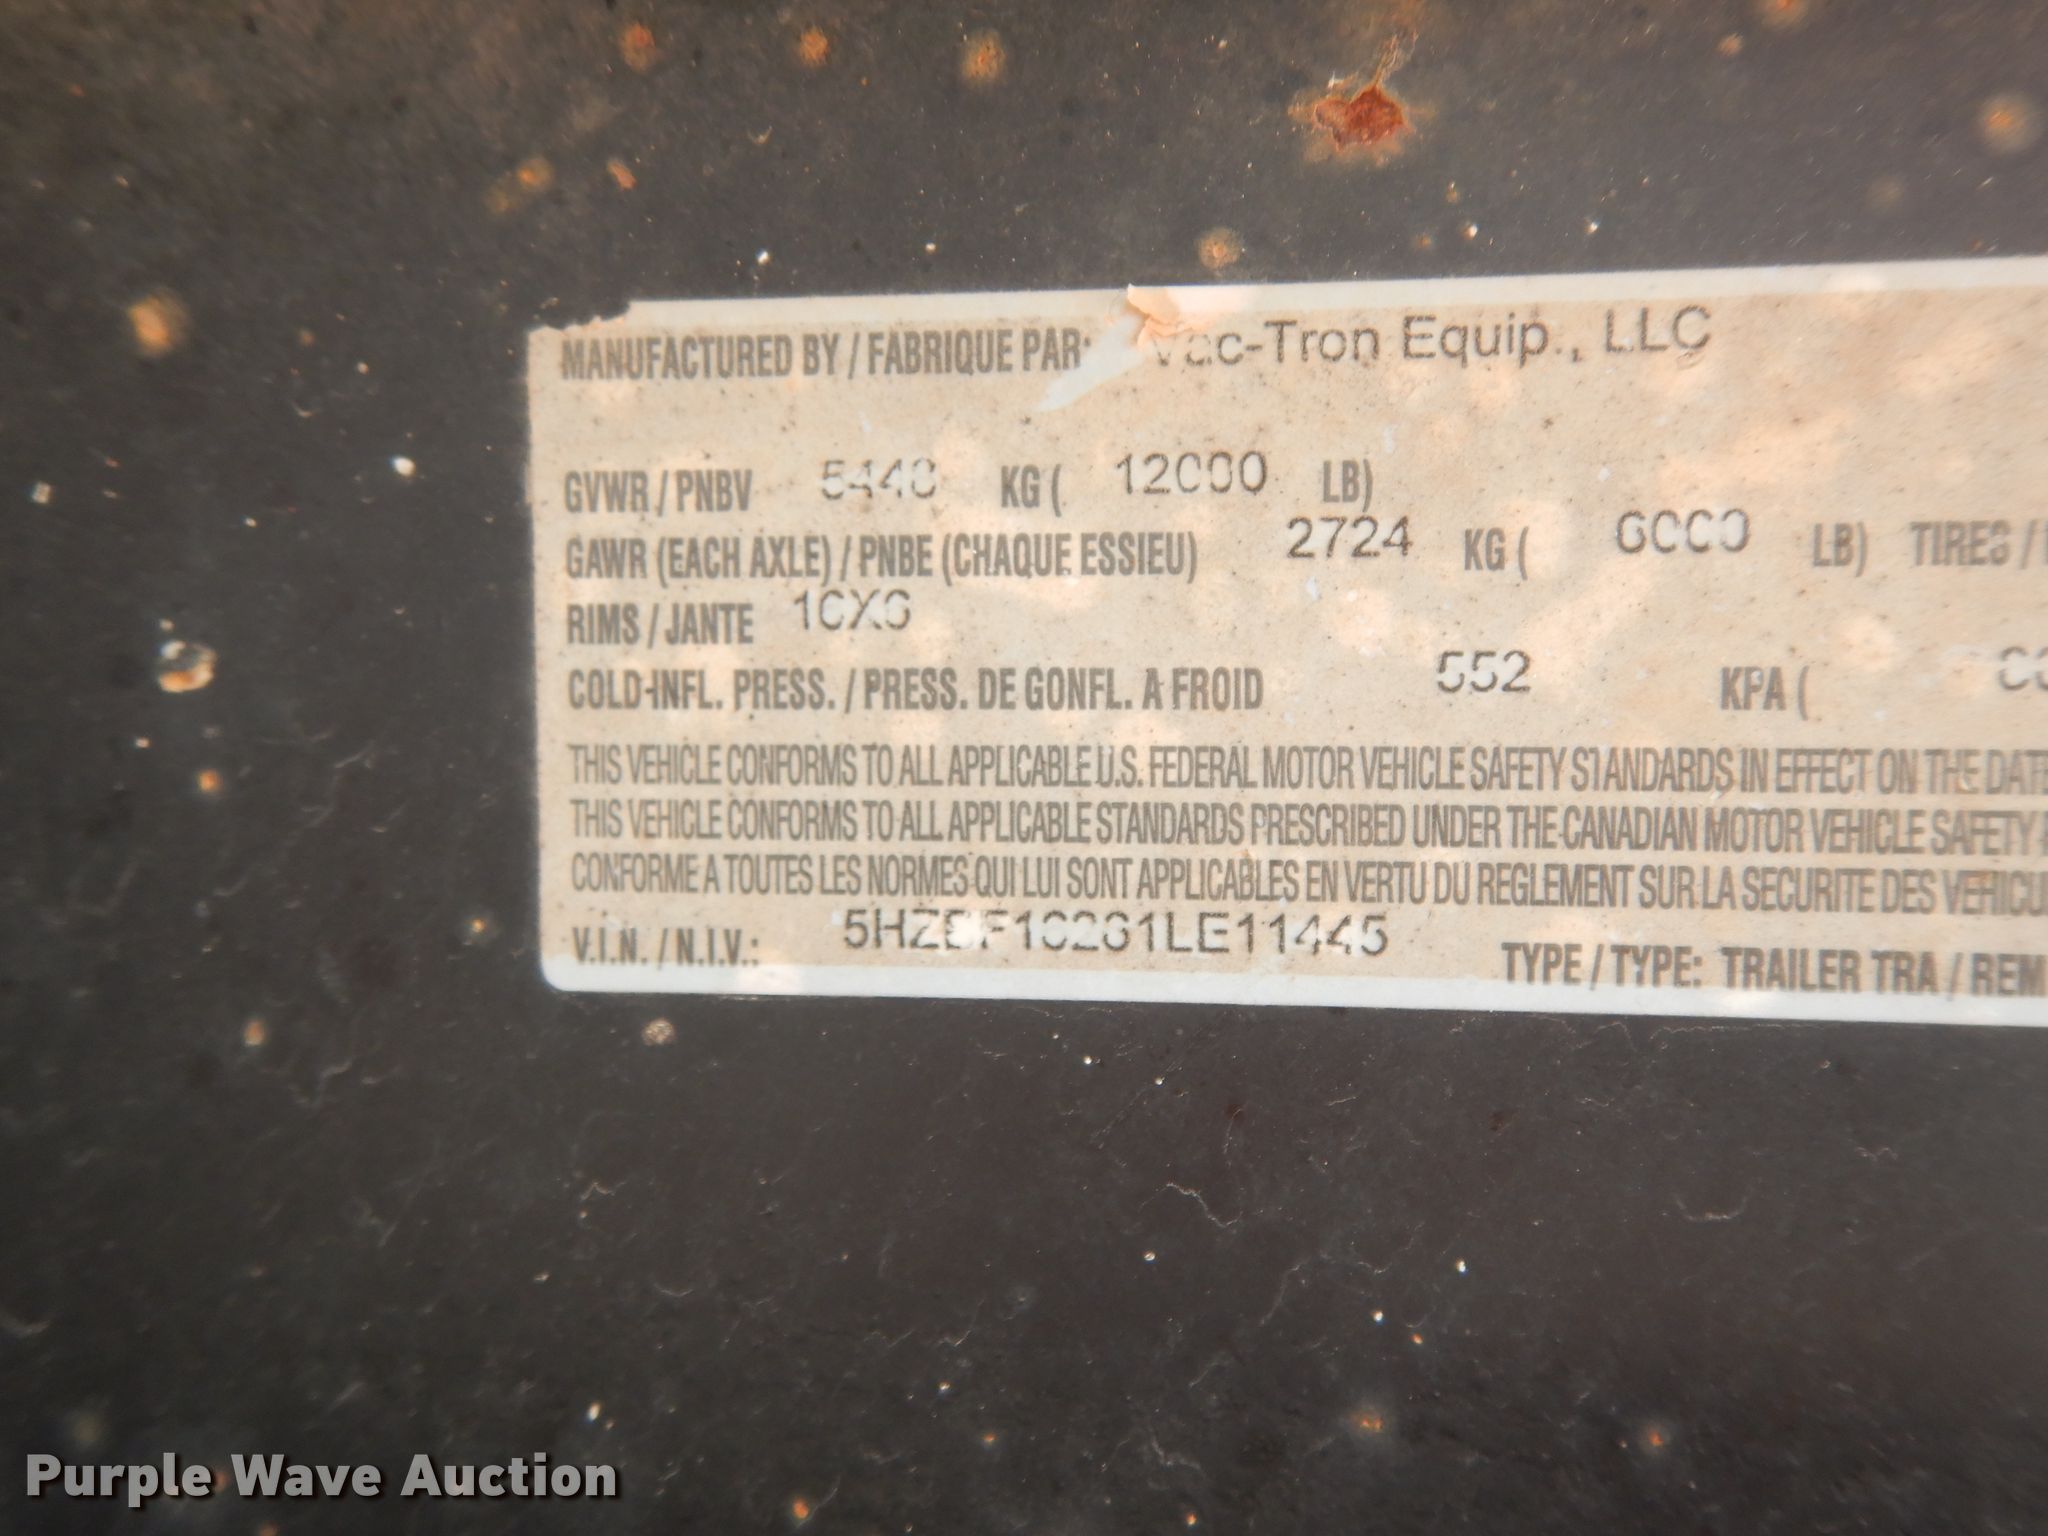 MANUFACTURED BY / FABRIQUE PAR: Vac-Tron Equip., LLC
GVWR / PNBV 5440 KG ( 12000 LB)
GAWR (EACH AXLE) / PNBE (CHAQUE ESSIEU) 2724 KG ( 6000 LB) TIRES /
RIMS / JANTE 16X6
COLD INFL. PRESS. / PRESS. DE GONFL. A FROID 552 KPA (
THIS VEHICLE CONFORMS TO ALL APPLICABLE U.S. FEDERAL MOTOR VEHICLE SAFETY STANDARDS IN EFFECT ON THE DATE
THIS VEHICLE CONFORMS TO ALL APPLICABLE STANDARDS PRESCRIBED UNDER THE CANADIAN MOTOR VEHICLE SAFETY
CONFORME A TOUTES LES NORMES QUI LUI SONT APPLICABLES EN VERTU DU REGLEMENT SUR LA SECURITE DES VEHICU
V.I.N. / N.I.V.: TYPE / TYPE: TRAILER TRA / REM
Purple Wave Auction